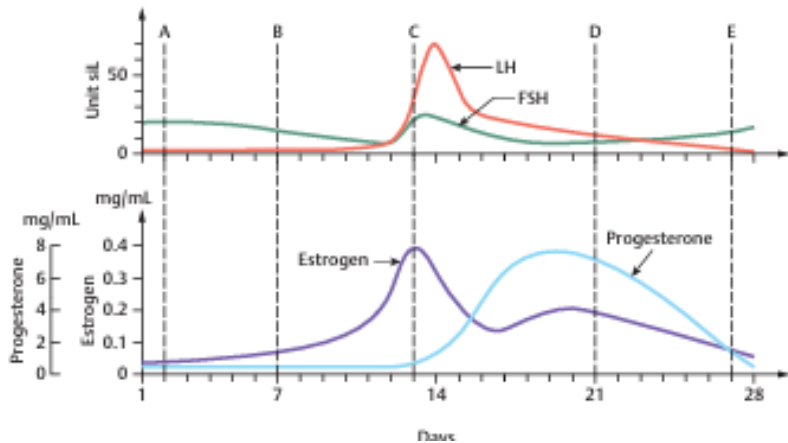 A B C D E
50
0
Unit siL
LH
FSH
mg/mL
mg/mL
8
6
4
2
0
Progesterone
0.4
0.3
0.2
0.1
0
Estrogen
Estrogen
Progesterone
1 7 14 21 28
Days